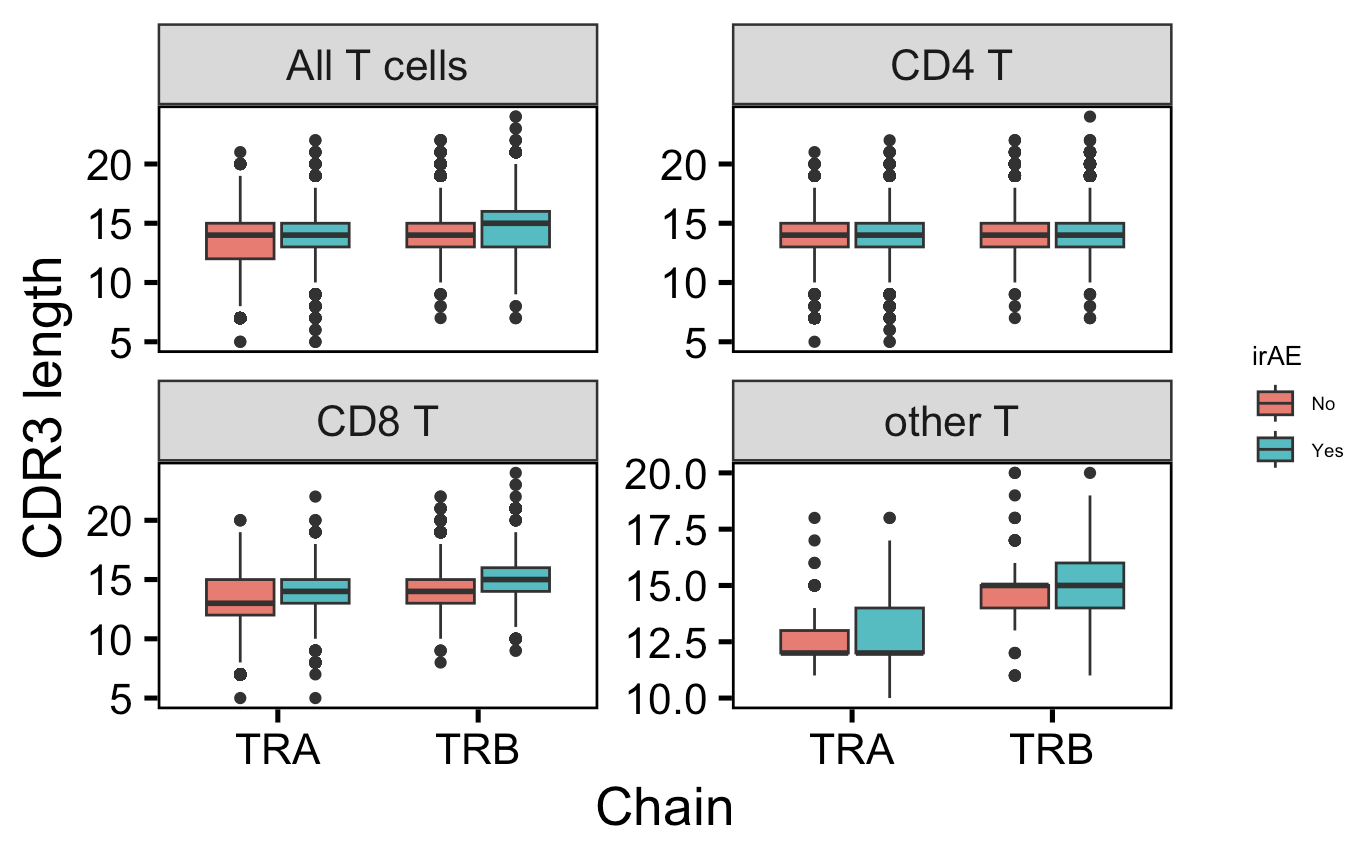 All T cells
CD4 T
20
15
10
5
20
15
10
5
CD8 T
other T
20
15
10
5
20.0
17.5
15.0
12.5
10.0
TRA
TRB
TRA
TRB
Chain
CDR3 length
irAE
No
Yes